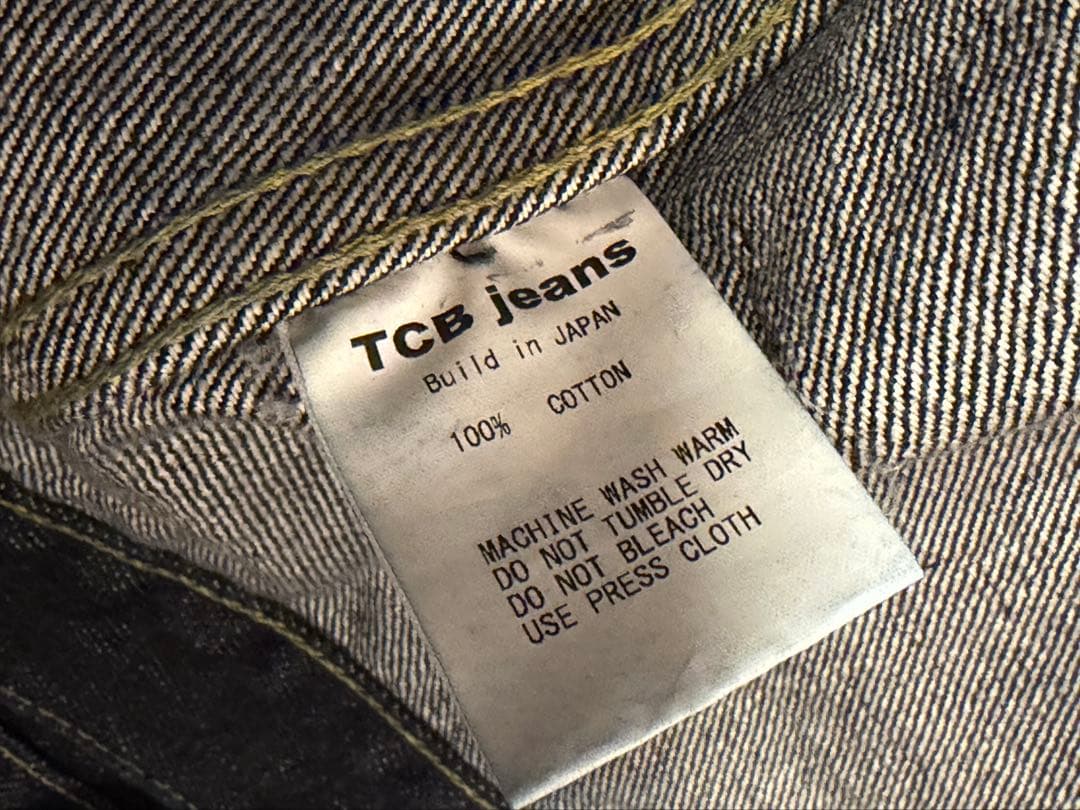 TCB jeans
Build in JAPAN
100% COTTON
MACHINE WASH WARM
DO NOT TUMBLE DRY
DO NOT BLEACH
USE PRESS CLOTH